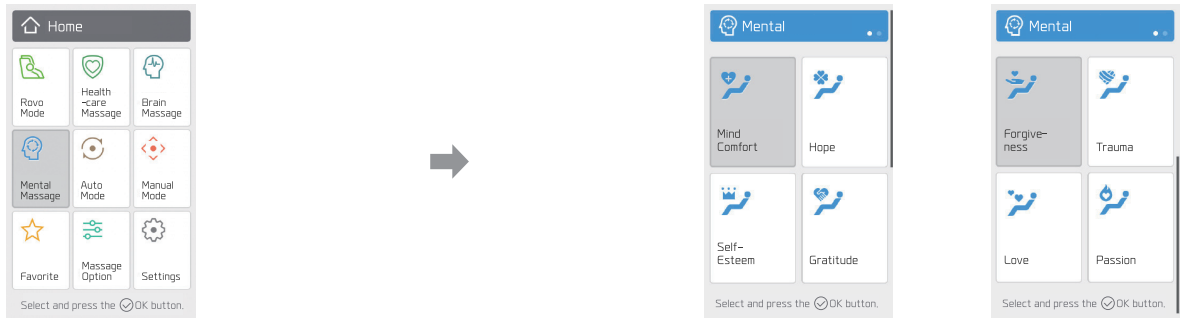 Home
Rovo
Mode
Health
-care
Massage
Brain
Massage
Mental
Massage
Auto
Mode
Manual
Mode
Favorite
Massage
Option
Settings
Select and press the OK button.
Mental
Mind
Comfort
Hope
Self-
Esteem
Gratitude
Select and press the OK button.
Mental
Forgive-
ness
Trauma
Love
Passion
Select and press the OK button.